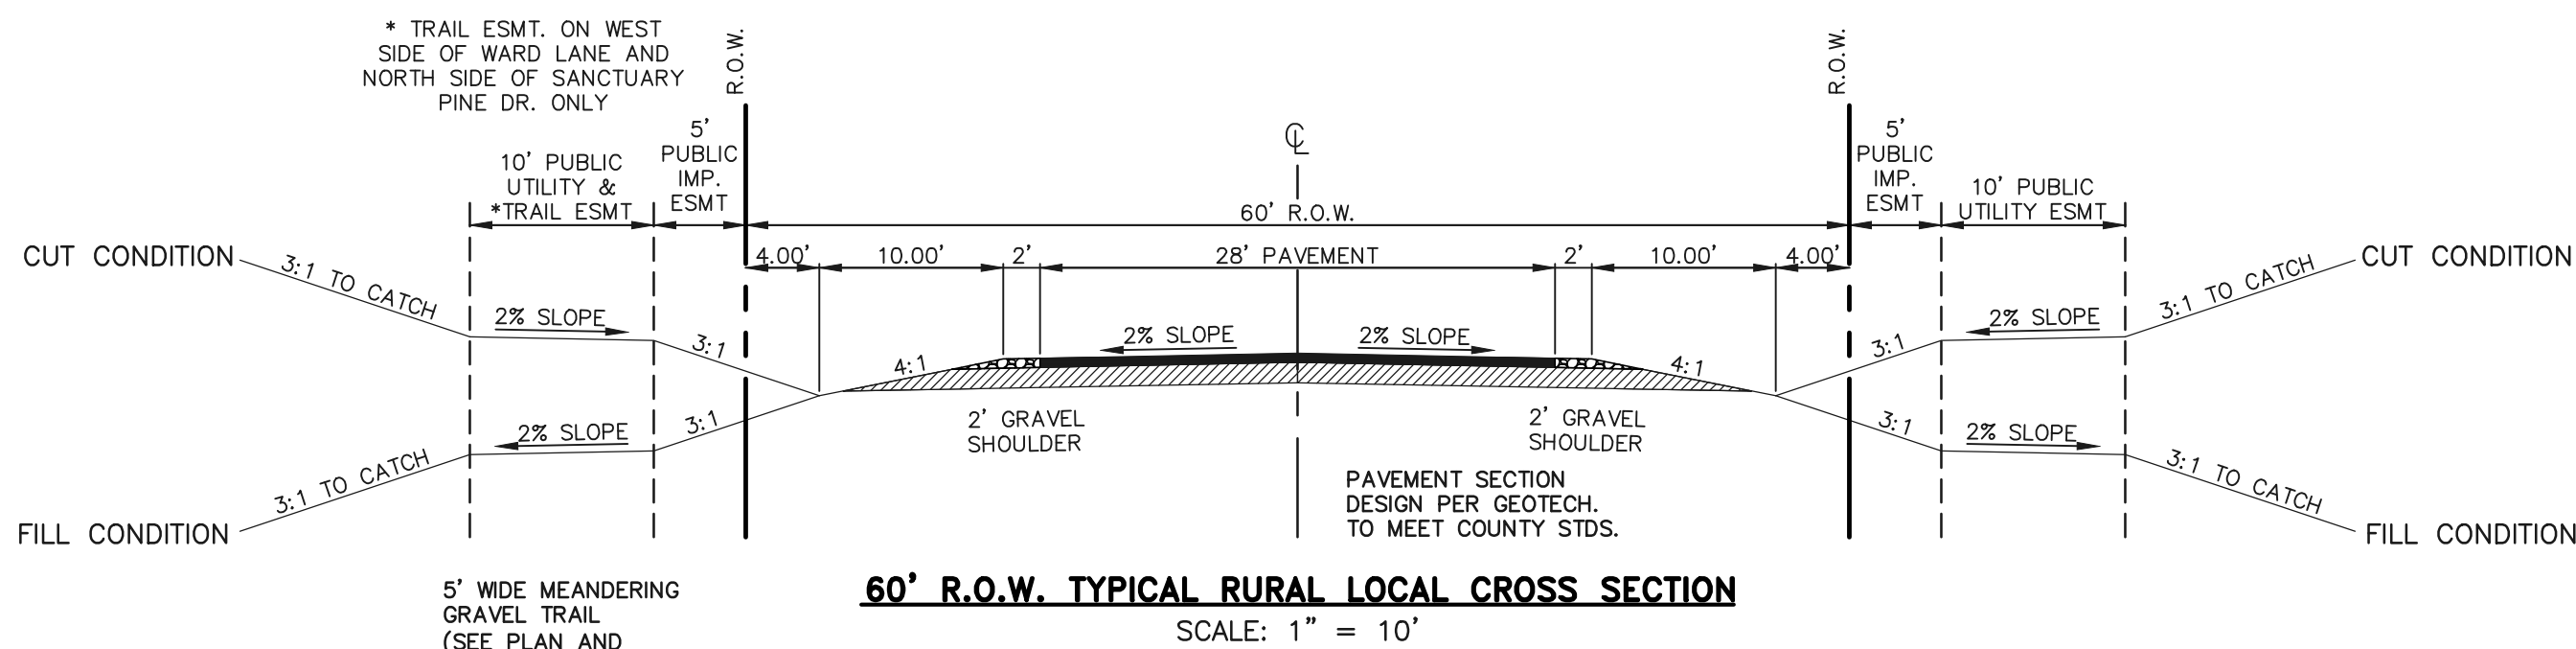 * TRAIL ESMT. ON WEST
SIDE OF WARD LANE AND
NORTH SIDE OF SANCTUARY
PINE DR. ONLY
R.O.W.
R.O.W.
5'
PUBLIC
IMP.
ESMT
10' PUBLIC
UTILITY &
*TRAIL ESMT
℄
5'
PUBLIC
IMP.
ESMT
10' PUBLIC
UTILITY ESMT
60' R.O.W.
4.00'
10.00'
2'
28' PAVEMENT
2'
10.00'
4.00'
CUT CONDITION
3:1 TO CATCH
2% SLOPE
3:1
4:1
2% SLOPE
2% SLOPE
4:1
3:1
2% SLOPE
3:1 TO CATCH
CUT CONDITION
FILL CONDITION
3:1 TO CATCH
2% SLOPE
3:1
2' GRAVEL
SHOULDER
2' GRAVEL
SHOULDER
3:1
2% SLOPE
3:1 TO CATCH
FILL CONDITION
PAVEMENT SECTION
DESIGN PER GEOTECH.
TO MEET COUNTY STDS.
5' WIDE MEANDERING
GRAVEL TRAIL
(SEE PLAN AND
60' R.O.W. TYPICAL RURAL LOCAL CROSS SECTION
SCALE: 1" = 10'